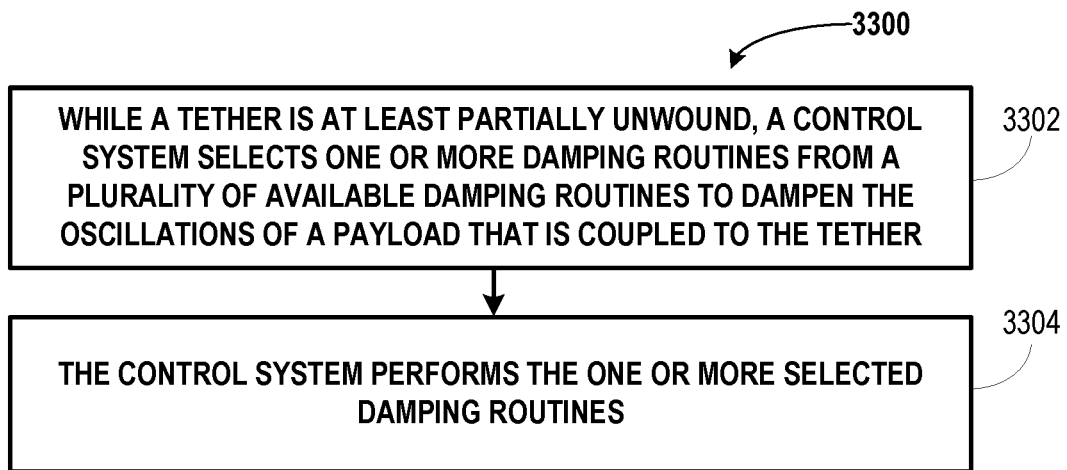 3300
WHILE A TETHER IS AT LEAST PARTIALLY UNWOUND, A CONTROL
SYSTEM SELECTS ONE OR MORE DAMPING ROUTINES FROM A
PLURALITY OF AVAILABLE DAMPING ROUTINES TO DAMPEN THE
OSCILLATIONS OF A PAYLOAD THAT IS COUPLED TO THE TETHER
3302
THE CONTROL SYSTEM PERFORMS THE ONE OR MORE SELECTED
DAMPING ROUTINES
3304